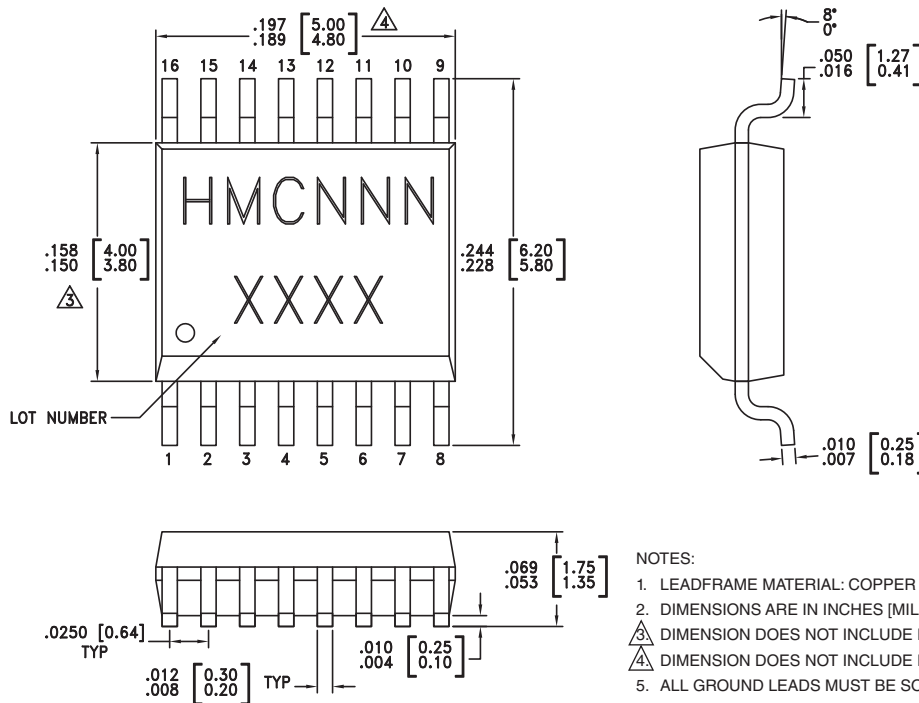 .197 [5.00]
.189 [4.80] 4
16 15 14 13 12 11 10 9
HMCNNN
XXXX
.158 [4.00]
.150 [3.80]
3
.244 [6.20]
.228 [5.80]
LOT NUMBER
1 2 3 4 5 6 7 8
8°
0°
.050 [1.27]
.016 [0.41]
.010 [0.25]
.007 [0.18]
.069 [1.75]
.053 [1.35]
.0250 [0.64]
TYP
.012 [0.30]
.008 [0.20] TYP
.010 [0.25]
.004 [0.10]
NOTES:
1. LEADFRAME MATERIAL: COPPER
2. DIMENSIONS ARE IN INCHES [MIL
3. DIMENSION DOES NOT INCLUDE
4. DIMENSION DOES NOT INCLUDE
5. ALL GROUND LEADS MUST BE SO